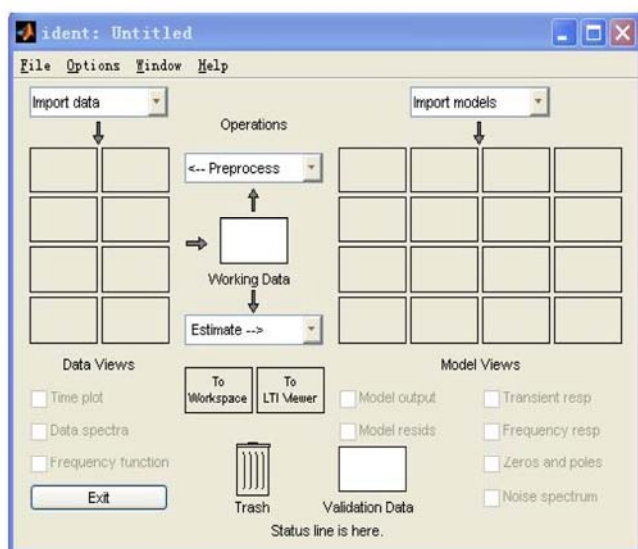 ident: Untitled
File Options Window Help
Import data
Import models
Operations
<-- Preprocess
Working Data
Estimate -->
Data Views
Model Views
To Workspace
To LTI Viewer
Time plot
Data spectra
Frequency function
Model output
Model resids
Transient resp
Frequency resp
Zeros and poles
Noise spectrum
Exit
Trash
Validation Data
Status line is here.